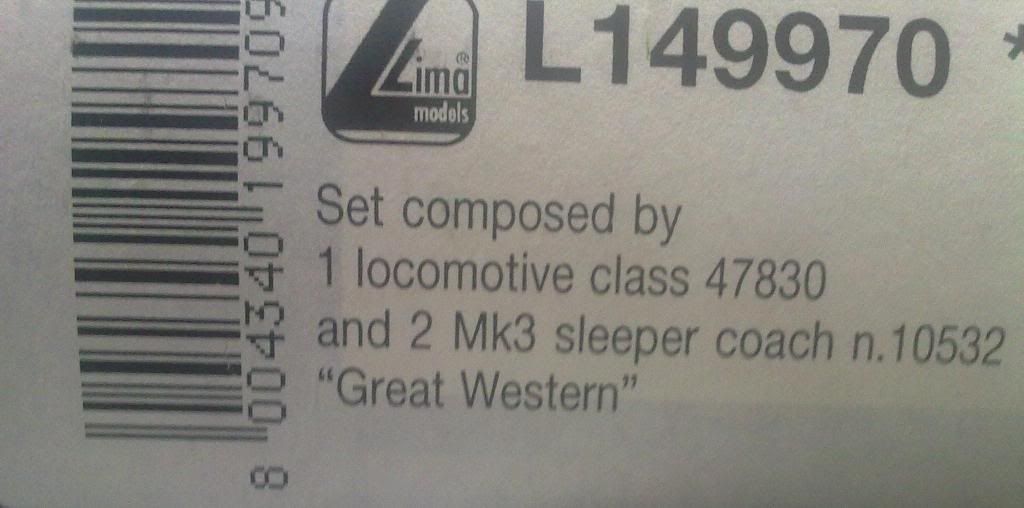 L149970 *
Lima®
models
Set composed by
1 locomotive class 47830
and 2 Mk3 sleeper coach n.10532
“Great Western”
8 004340 199709